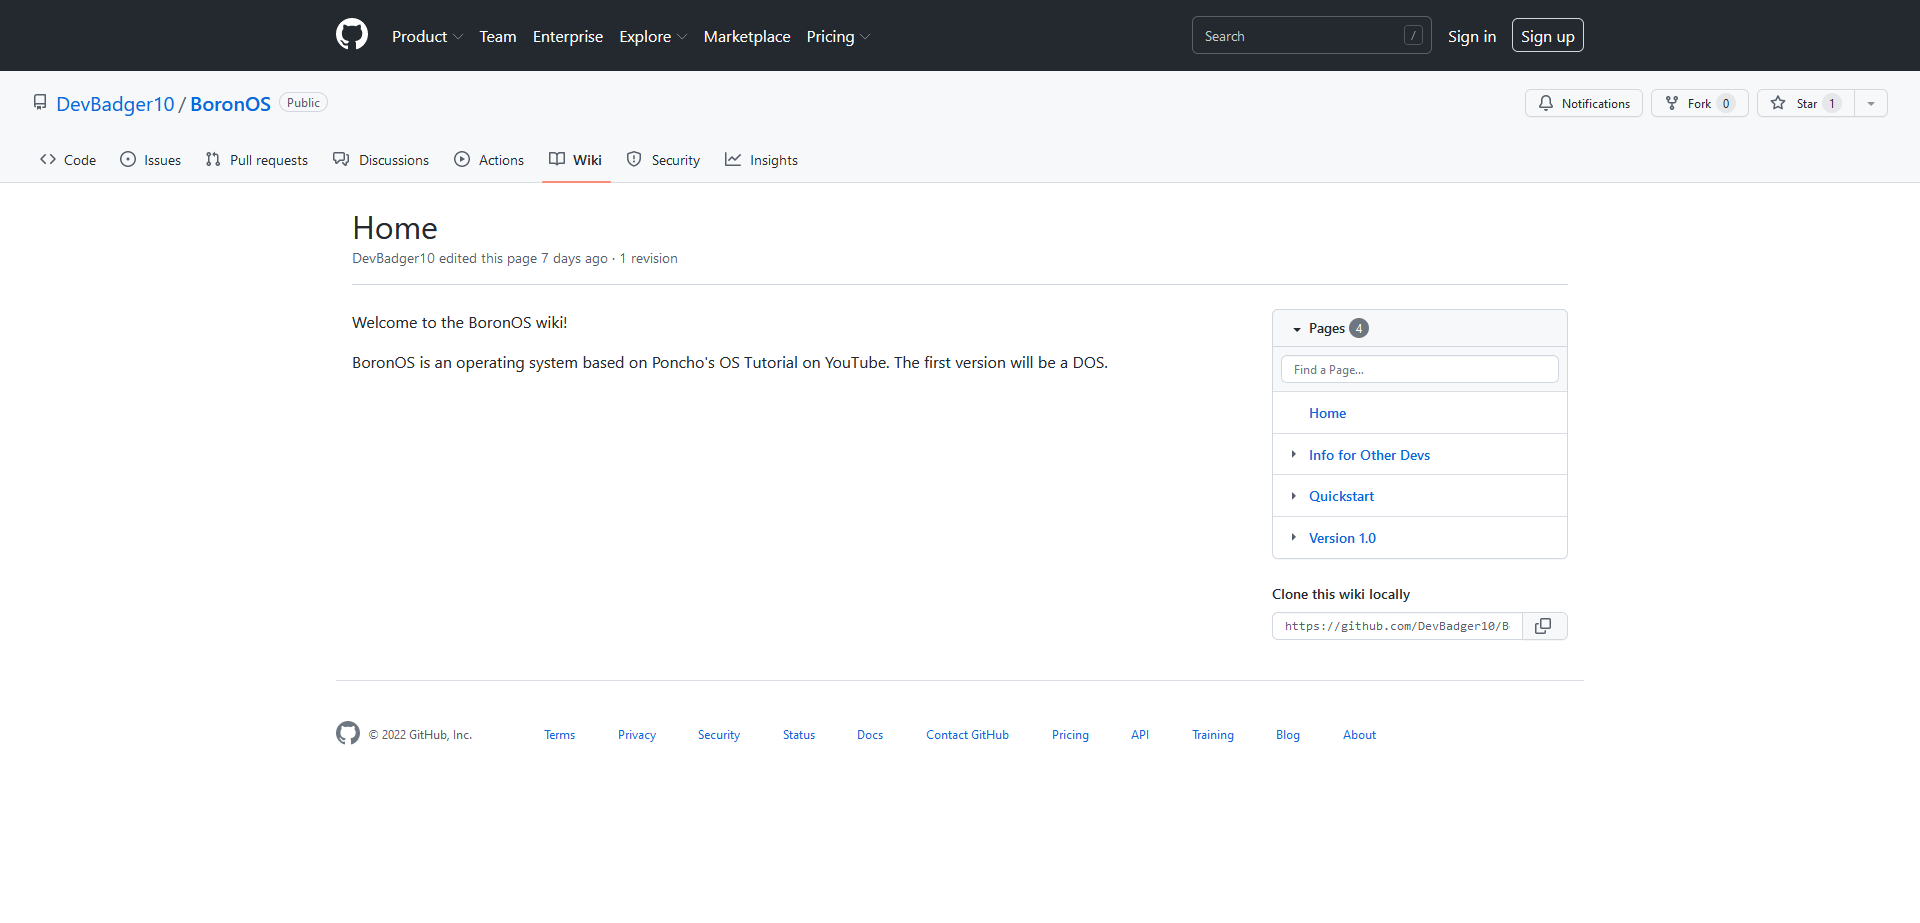 Product Team Enterprise Explore Marketplace Pricing Search / Sign in Sign up
DevBadger10 / BoronOS Public Notifications Fork 0 Star 1
Code Issues Pull requests Discussions Actions Wiki Security Insights
Home
DevBadger10 edited this page 7 days ago · 1 revision
Welcome to the BoronOS wiki!
BoronOS is an operating system based on Poncho's OS Tutorial on YouTube. The first version will be a DOS.
Pages 4
Find a Page...
Home
Info for Other Devs
Quickstart
Version 1.0
Clone this wiki locally
https://github.com/DevBadger10/B
© 2022 GitHub, Inc. Terms Privacy Security Status Docs Contact GitHub Pricing API Training Blog About